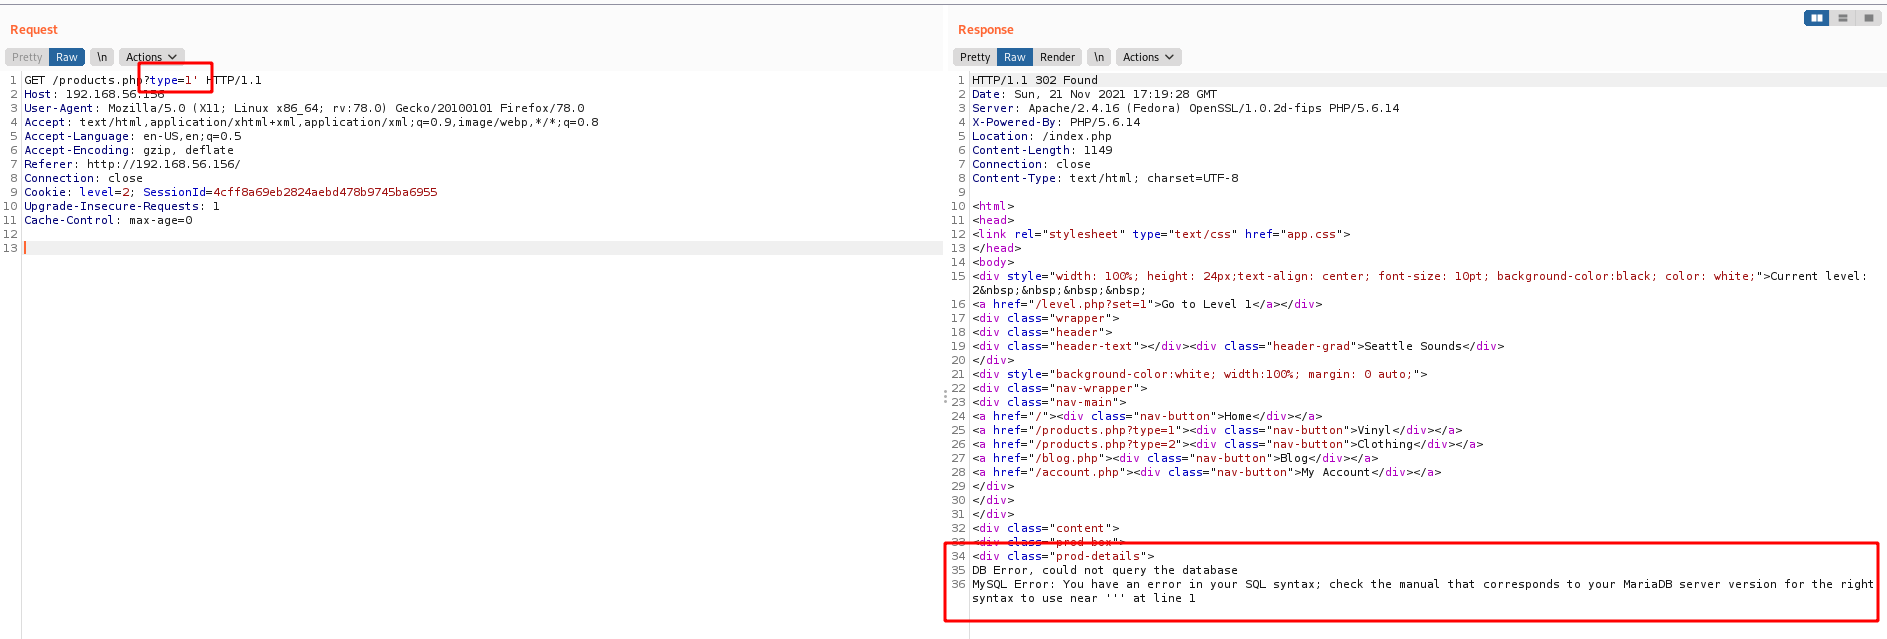 Request
Pretty Raw \n Actions
1 GET /products.php?type=1' HTTP/1.1
2 Host: 192.168.56.156
3 User-Agent: Mozilla/5.0 (X11; Linux x86_64; rv:78.0) Gecko/20100101 Firefox/78.0
4 Accept: text/html,application/xhtml+xml,application/xml;q=0.9,image/webp,*/*;q=0.8
5 Accept-Language: en-US,en;q=0.5
6 Accept-Encoding: gzip, deflate
7 Referer: http://192.168.56.156/
8 Connection: close
9 Cookie: level=2; SessionId=4cff8a69eb2824aebd478b9745ba6955
10 Upgrade-Insecure-Requests: 1
11 Cache-Control: max-age=0
12
13
Response
Pretty Raw Render \n Actions
1 HTTP/1.1 302 Found
2 Date: Sun, 21 Nov 2021 17:19:28 GMT
3 Server: Apache/2.4.16 (Fedora) OpenSSL/1.0.2d-fips PHP/5.6.14
4 X-Powered-By: PHP/5.6.14
5 Location: /index.php
6 Content-Length: 1149
7 Connection: close
8 Content-Type: text/html; charset=UTF-8
9
10 <html>
11 <head>
12 <link rel="stylesheet" type="text/css" href="app.css">
13 </head>
14 <body>
15 <div style="width: 100%; height: 24px;text-align: center; font-size: 10pt; background-color:black; color: white;">Current level:
2&nbsp;&nbsp;&nbsp;
16 <a href="/level.php?set=1">Go to Level 1</a></div>
17 <div class="wrapper">
18 <div class="header">
19 <div class="header-text"></div><div class="header-grad">Seattle Sounds</div>
20 </div>
21 <div style="background-color:white; width:100%; margin: 0 auto;">
22 <div class="nav-wrapper">
23 <div class="nav-main">
24 <a href="/"><div class="nav-button">Home</div></a>
25 <a href="/products.php?type=1"><div class="nav-button">Vinyl</div></a>
26 <a href="/products.php?type=2"><div class="nav-button">Clothing</div></a>
27 <a href="/blog.php"><div class="nav-button">Blog</div></a>
28 <a href="/account.php"><div class="nav-button">My Account</div></a>
29 </div>
30 </div>
31 </div>
32 <div class="content">
33 <div class="prod-box">
34 <div class="prod-details">
35 DB Error, could not query the database
36 MySQL Error: You have an error in your SQL syntax; check the manual that corresponds to your MariaDB server version for the right
syntax to use near ''' at line 1